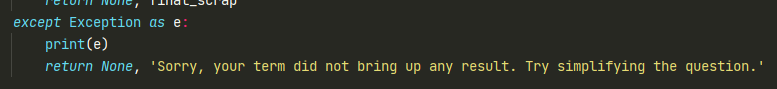 return None, final_scrap
except Exception as e:
print(e)
return None, 'Sorry, your term did not bring up any result. Try simplifying the question.'